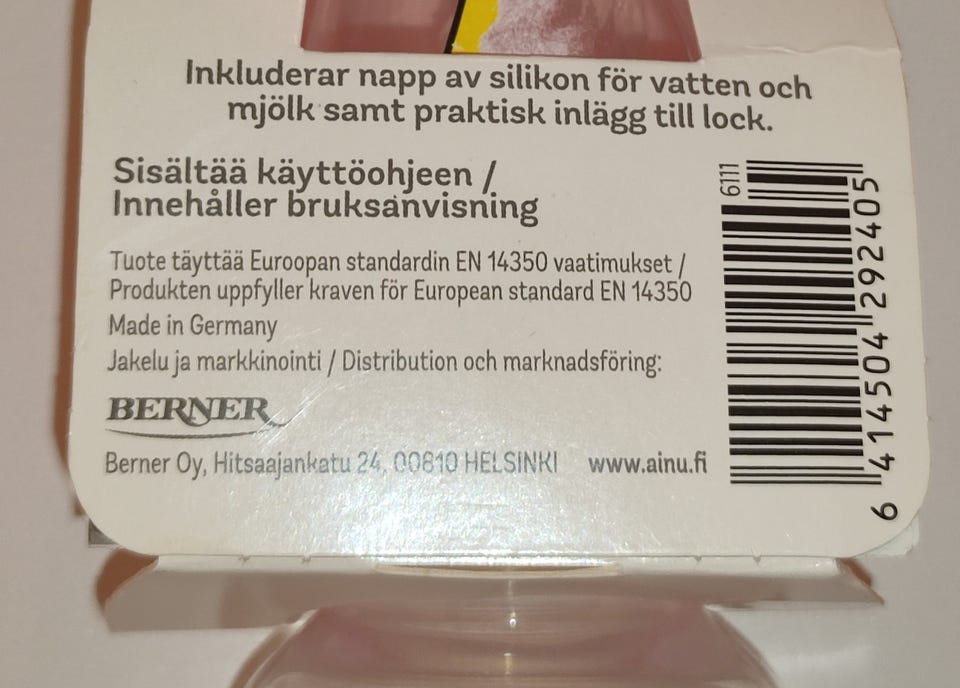 Inkluderar napp av silikon för vatten och
mjölk samt praktisk inlägg till lock.
Sisältää käyttöohjeen /
Innehåller bruksanvisning
Tuote täyttää Euroopan standardin EN 14350 vaatimukset /
Produkten uppfyller kraven för European standard EN 14350
Made in Germany
Jakelu ja markkinointi / Distribution och marknadsföring:
BERNER
Berner Oy, Hitsaajankatu 24, 00810 HELSINKI www.ainu.fi
6111
6 414504 292405